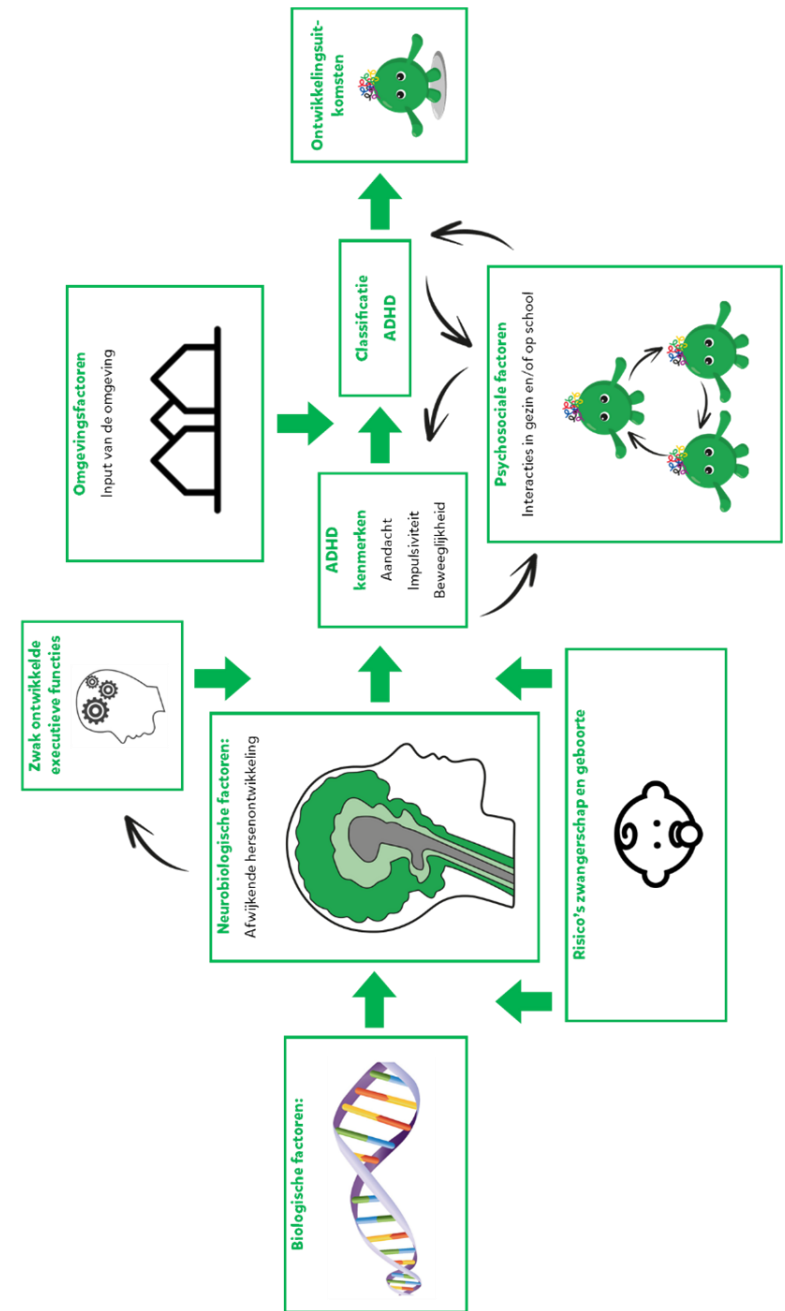 Biologische factoren:
Neurobiologische factoren:
Afwijkende hersenontwikkeling
Zwak ontwikkelde
executieve functies
Risico's zwangerschap en geboorte
ADHD
kenmerken
Aandacht
Impulsiviteit
Beweeglijkheid
Omgevingsfactoren
Input van de omgeving
Psychosociale factoren
Interacties in gezin en/of op school
Classificatie
ADHD
Ontwikkelingsuit-
komsten